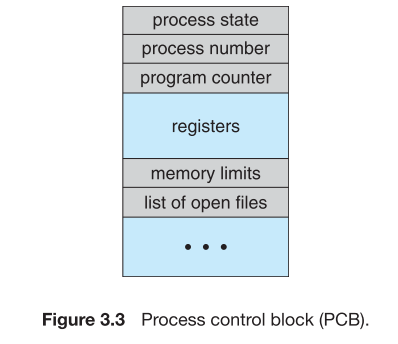 process state
process number
program counter
registers
memory limits
list of open files
• • •
Figure 3.3 Process control block (PCB).